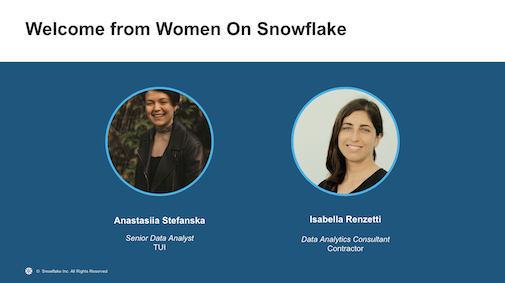 Welcome from Women On Snowflake
Anastasiia Stefanska
Senior Data Analyst
TUI
Isabella Renzetti
Data Analytics Consultant
Contractor
© Snowflake Inc. All Rights Reserved